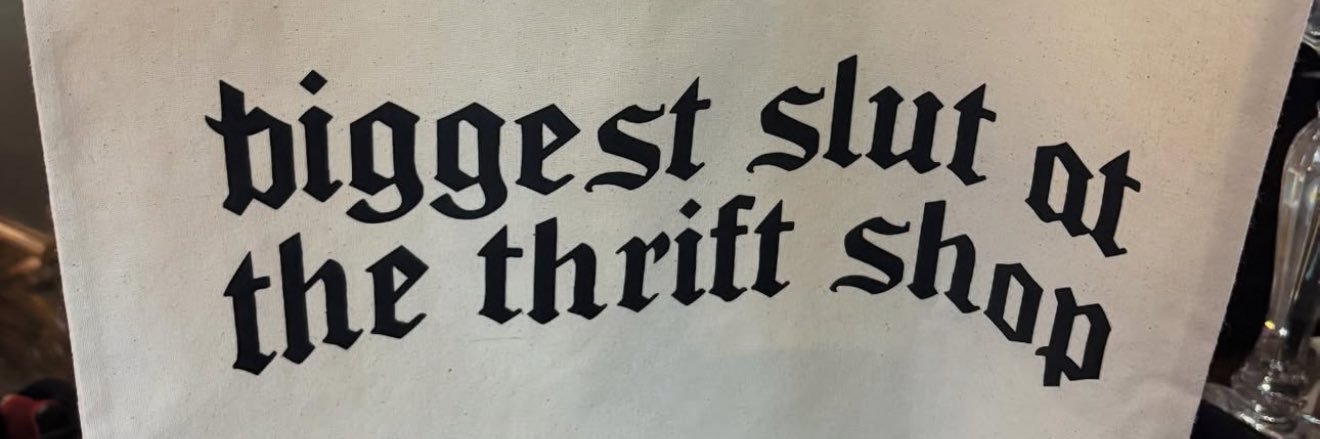 biggest slut at
the thrift shop